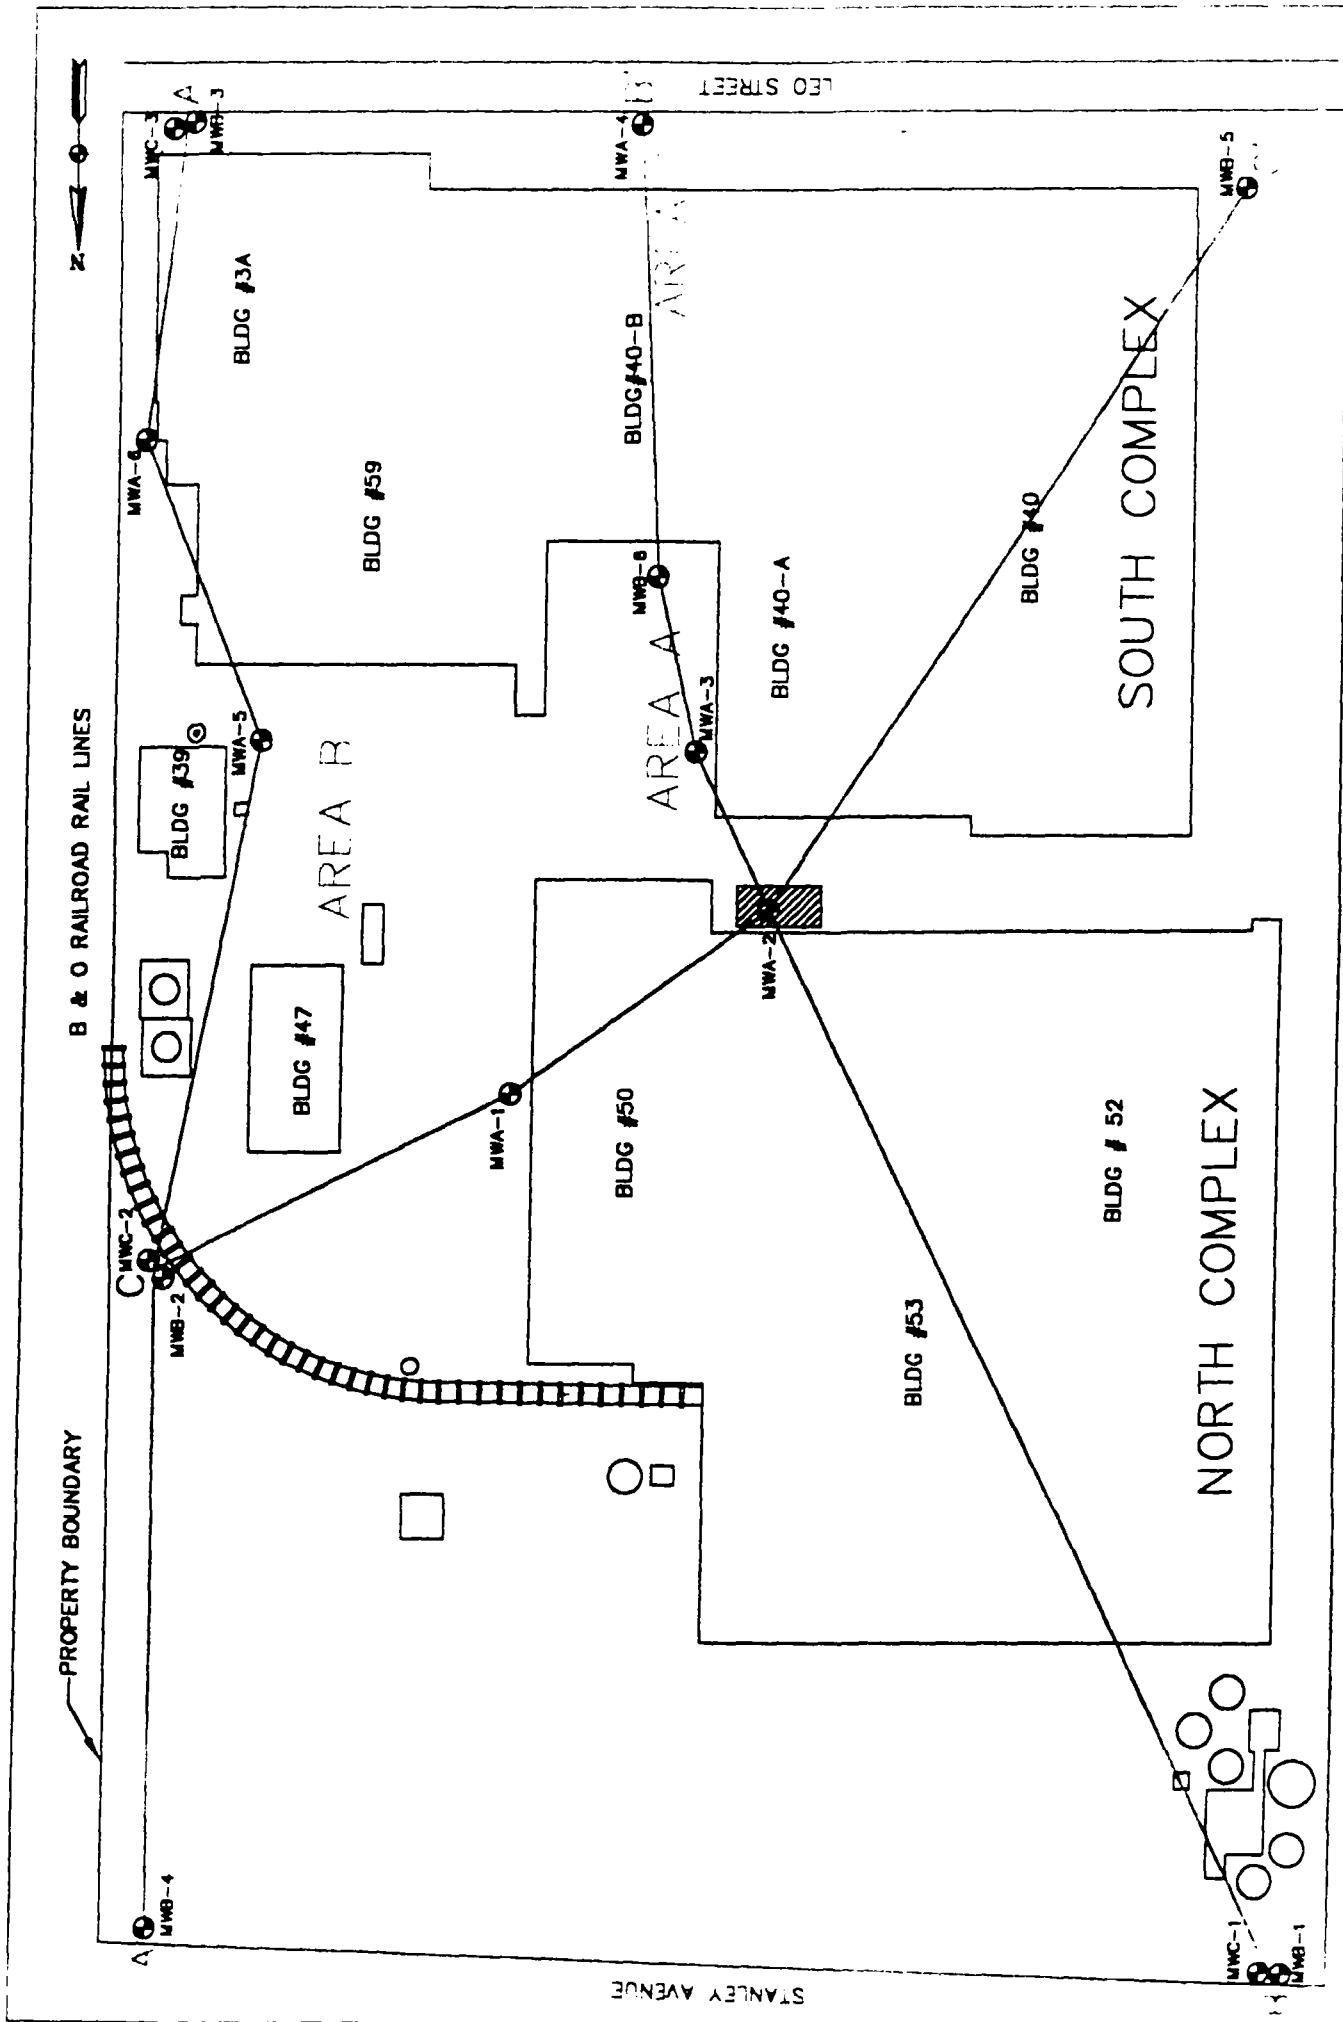 N
B & O RAILROAD RAIL LINES
PROPERTY BOUNDARY
STANLEY AVENUE
LEO STREET
A
MWB-4
C
MWC-2
MWB-2
BLDG #39
MWA-5
MWA-6
MWC-3
A
MWB-3
BLDG #3A
BLDG #47
AREA B
BLDG #59
MWA-1
BLDG #50
AREA A
MWA-3
MWB-6
BLDG#40-B
AREA A
MWA-4
B
MWA-2
BLDG #40-A
BLDG #53
BLDG #40
BLDG # 52
NORTH COMPLEX
SOUTH COMPLEX
MWC-1
MWB-1
MWB-5